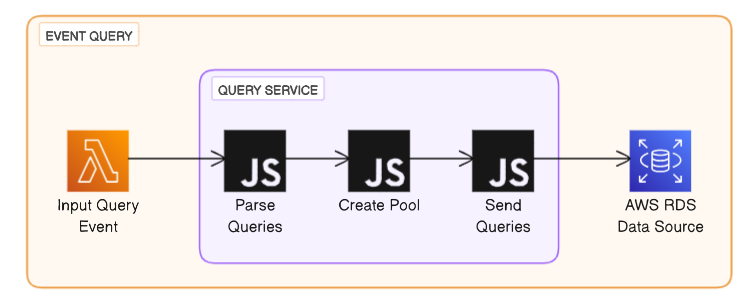 EVENT QUERY
QUERY SERVICE
JS
JS
JS
Input Query
Event
Parse
Queries
Create Pool
Send
Queries
AWS RDS
Data Source